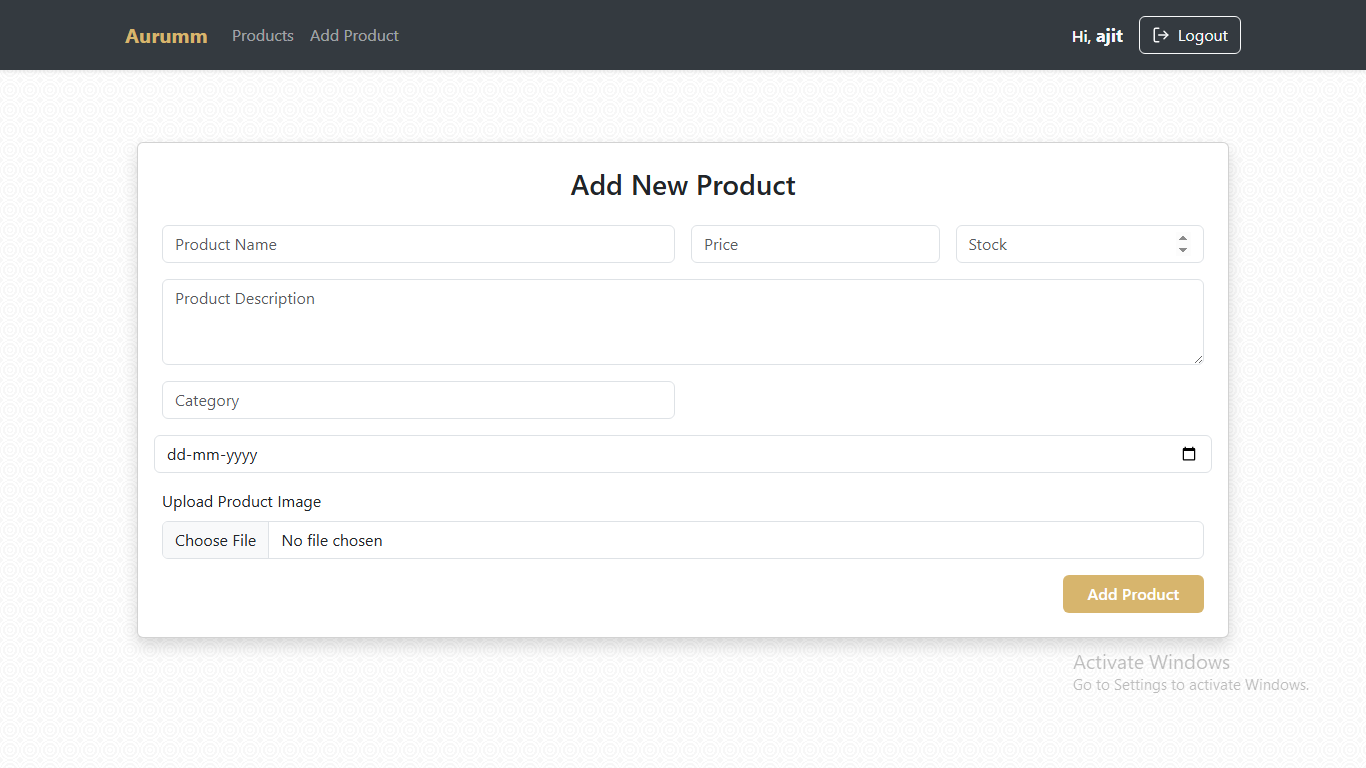 Aurumm Products Add Product Hi, ajit Logout
Add New Product
Product Name Price Stock
Product Description
Category
dd-mm-yyyy
Upload Product Image
Choose File No file chosen
Add Product
Activate Windows
Go to Settings to activate Windows.